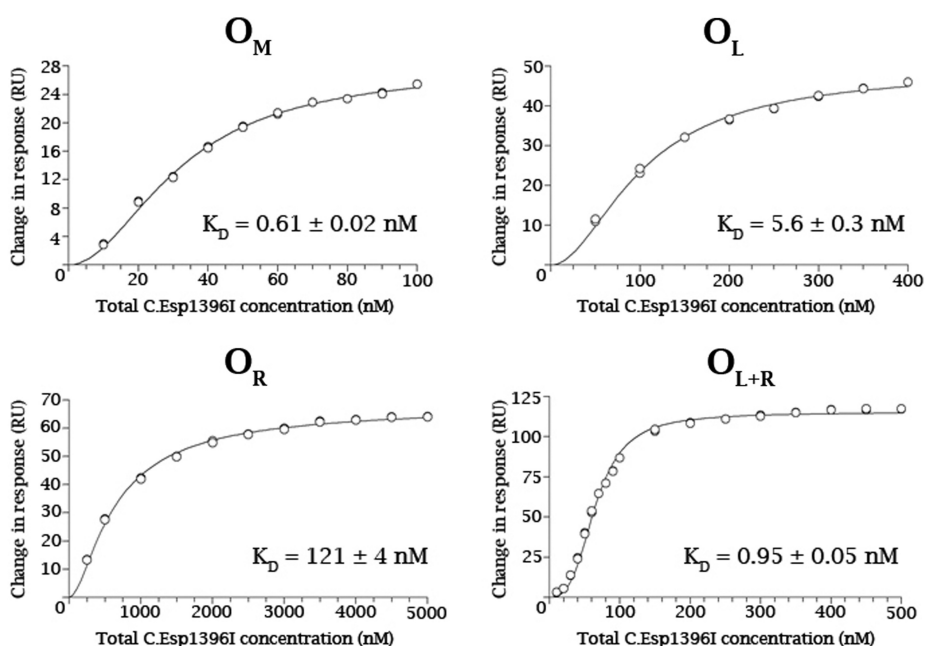 O_M
Change in response (RU)
28
24
20
16
12
8
4
0
20
40
60
80
100
K_D = 0.61 ± 0.02 nM
Total C.Esp1396I concentration (nM)
O_L
Change in response (RU)
50
40
30
20
10
0
100
200
300
400
K_D = 5.6 ± 0.3 nM
Total C.Esp1396I concentration (nM)
O_R
Change in response (RU)
70
60
50
40
30
20
10
0
1000
2000
3000
4000
5000
K_D = 121 ± 4 nM
Total C.Esp1396I concentration (nM)
O_L+R
Change in response (RU)
125
100
75
50
25
0
100
200
300
400
500
K_D = 0.95 ± 0.05 nM
Total C.Esp1396I concentration (nM)